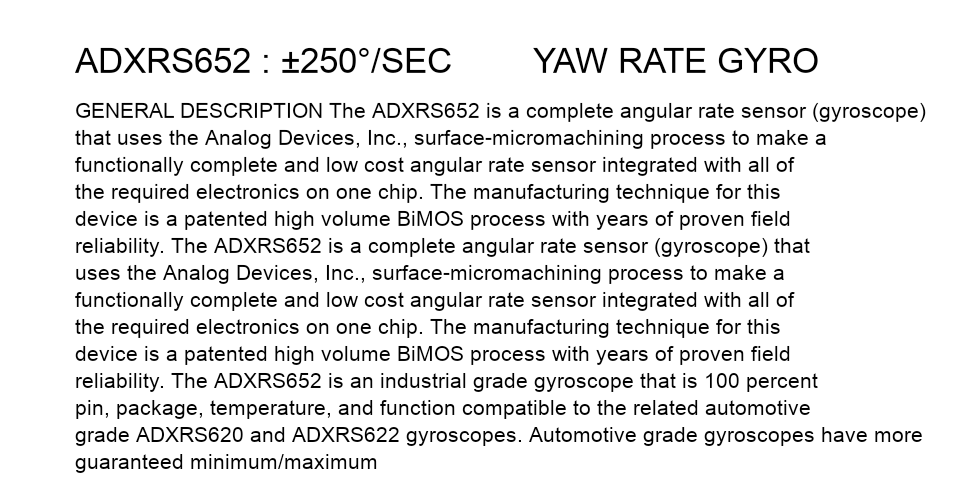 ADXRS652 : ±250°/SEC YAW RATE GYRO
GENERAL DESCRIPTION The ADXRS652 is a complete angular rate sensor (gyroscope)
that uses the Analog Devices, Inc., surface-micromachining process to make a
functionally complete and low cost angular rate sensor integrated with all of
the required electronics on one chip. The manufacturing technique for this
device is a patented high volume BiMOS process with years of proven field
reliability. The ADXRS652 is a complete angular rate sensor (gyroscope) that
uses the Analog Devices, Inc., surface-micromachining process to make a
functionally complete and low cost angular rate sensor integrated with all of
the required electronics on one chip. The manufacturing technique for this
device is a patented high volume BiMOS process with years of proven field
reliability. The ADXRS652 is an industrial grade gyroscope that is 100 percent
pin, package, temperature, and function compatible to the related automotive
grade ADXRS620 and ADXRS622 gyroscopes. Automotive grade gyroscopes have more
guaranteed minimum/maximum